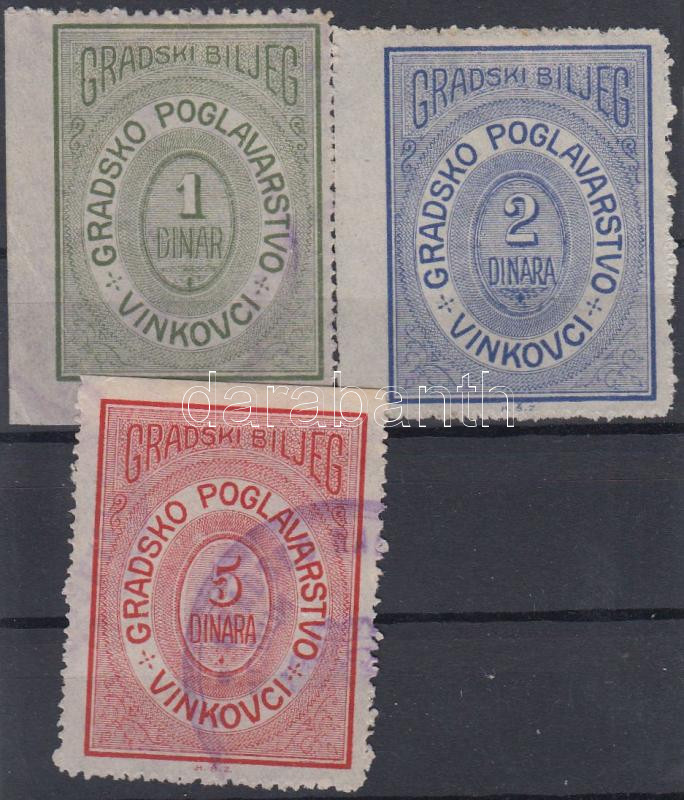 GRADSKI BILJEG
GRADSKO POGLAVARSTVO
1
DINAR
VINKOVCI
GRADSKI BILJEG
GRADSKO POGLAVARSTVO
2
DINARA
VINKOVCI
darabanth
GRADSKI BILJEG
GRADSKO POGLAVARSTVO
5
DINARA
VINKOVCI